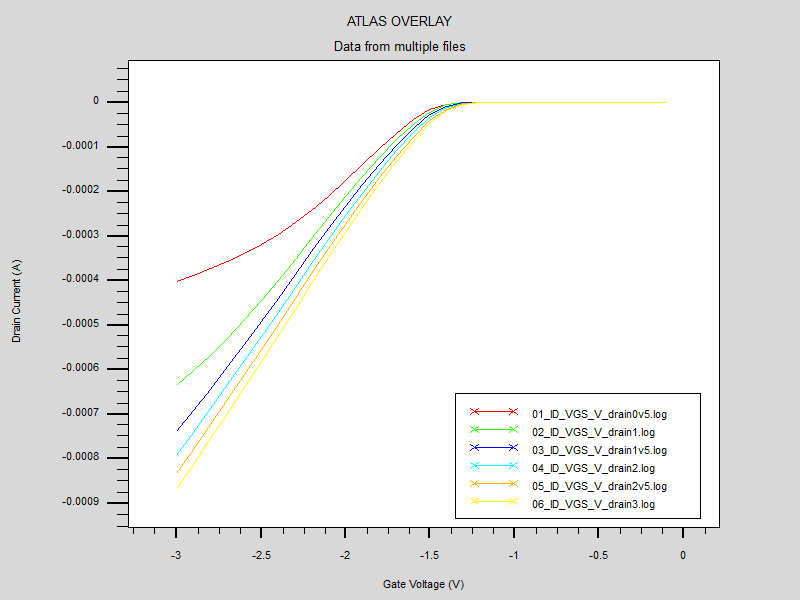 ATLAS OVERLAY
Data from multiple files
Drain Current (A)
0
-0.0001
-0.0002
-0.0003
-0.0004
-0.0005
-0.0006
-0.0007
-0.0008
-0.0009
01_ID_VGS_V_drain0v5.log
02_ID_VGS_V_drain1.log
03_ID_VGS_V_drain1v5.log
04_ID_VGS_V_drain2.log
05_ID_VGS_V_drain2v5.log
06_ID_VGS_V_drain3.log
-3 -2.5 -2 -1.5 -1 -0.5 0
Gate Voltage (V)